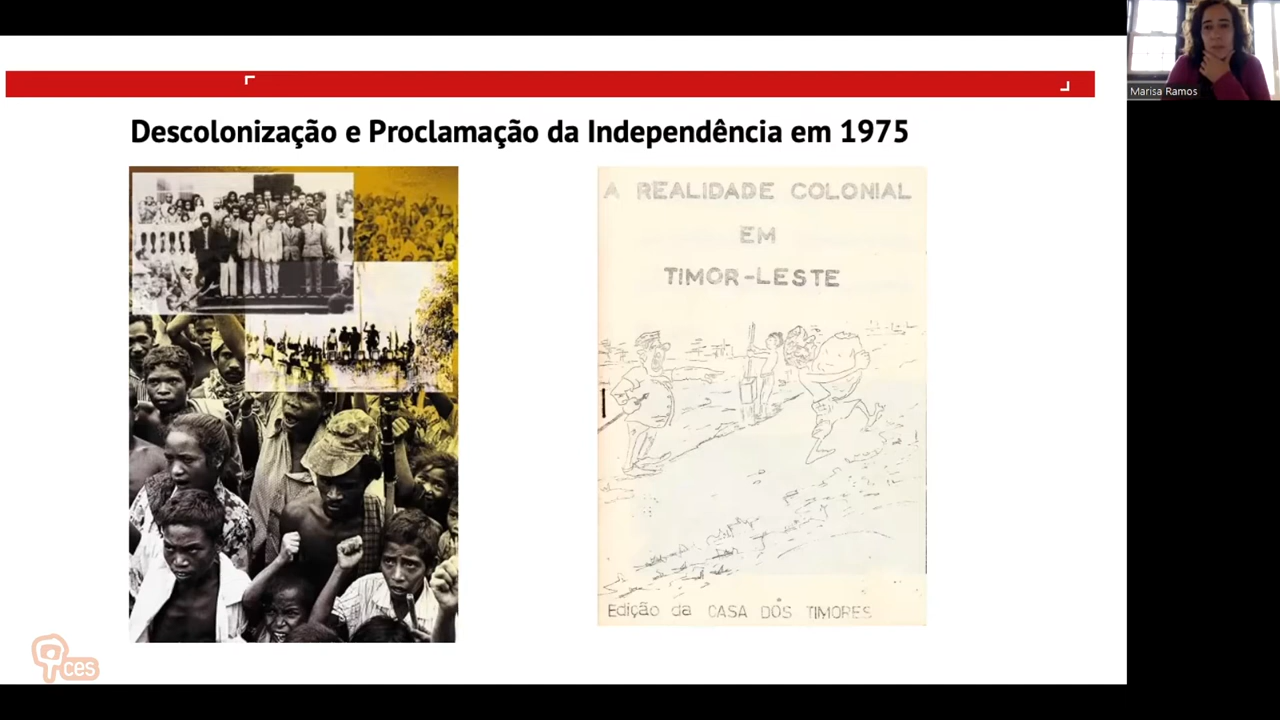 Descolonização e Proclamação da Independência em 1975
A REALIDADE COLONIAL
EM
TIMOR-LESTE
Edição da CASA DOS TIMORES
ces
Marisa Ramos